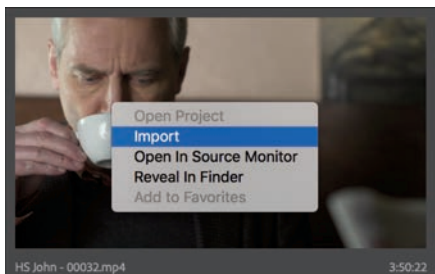 Open Project
Import
Open In Source Monitor
Reveal In Finder
Add to Favorites
HS John - 00032.mp4
3:50:22